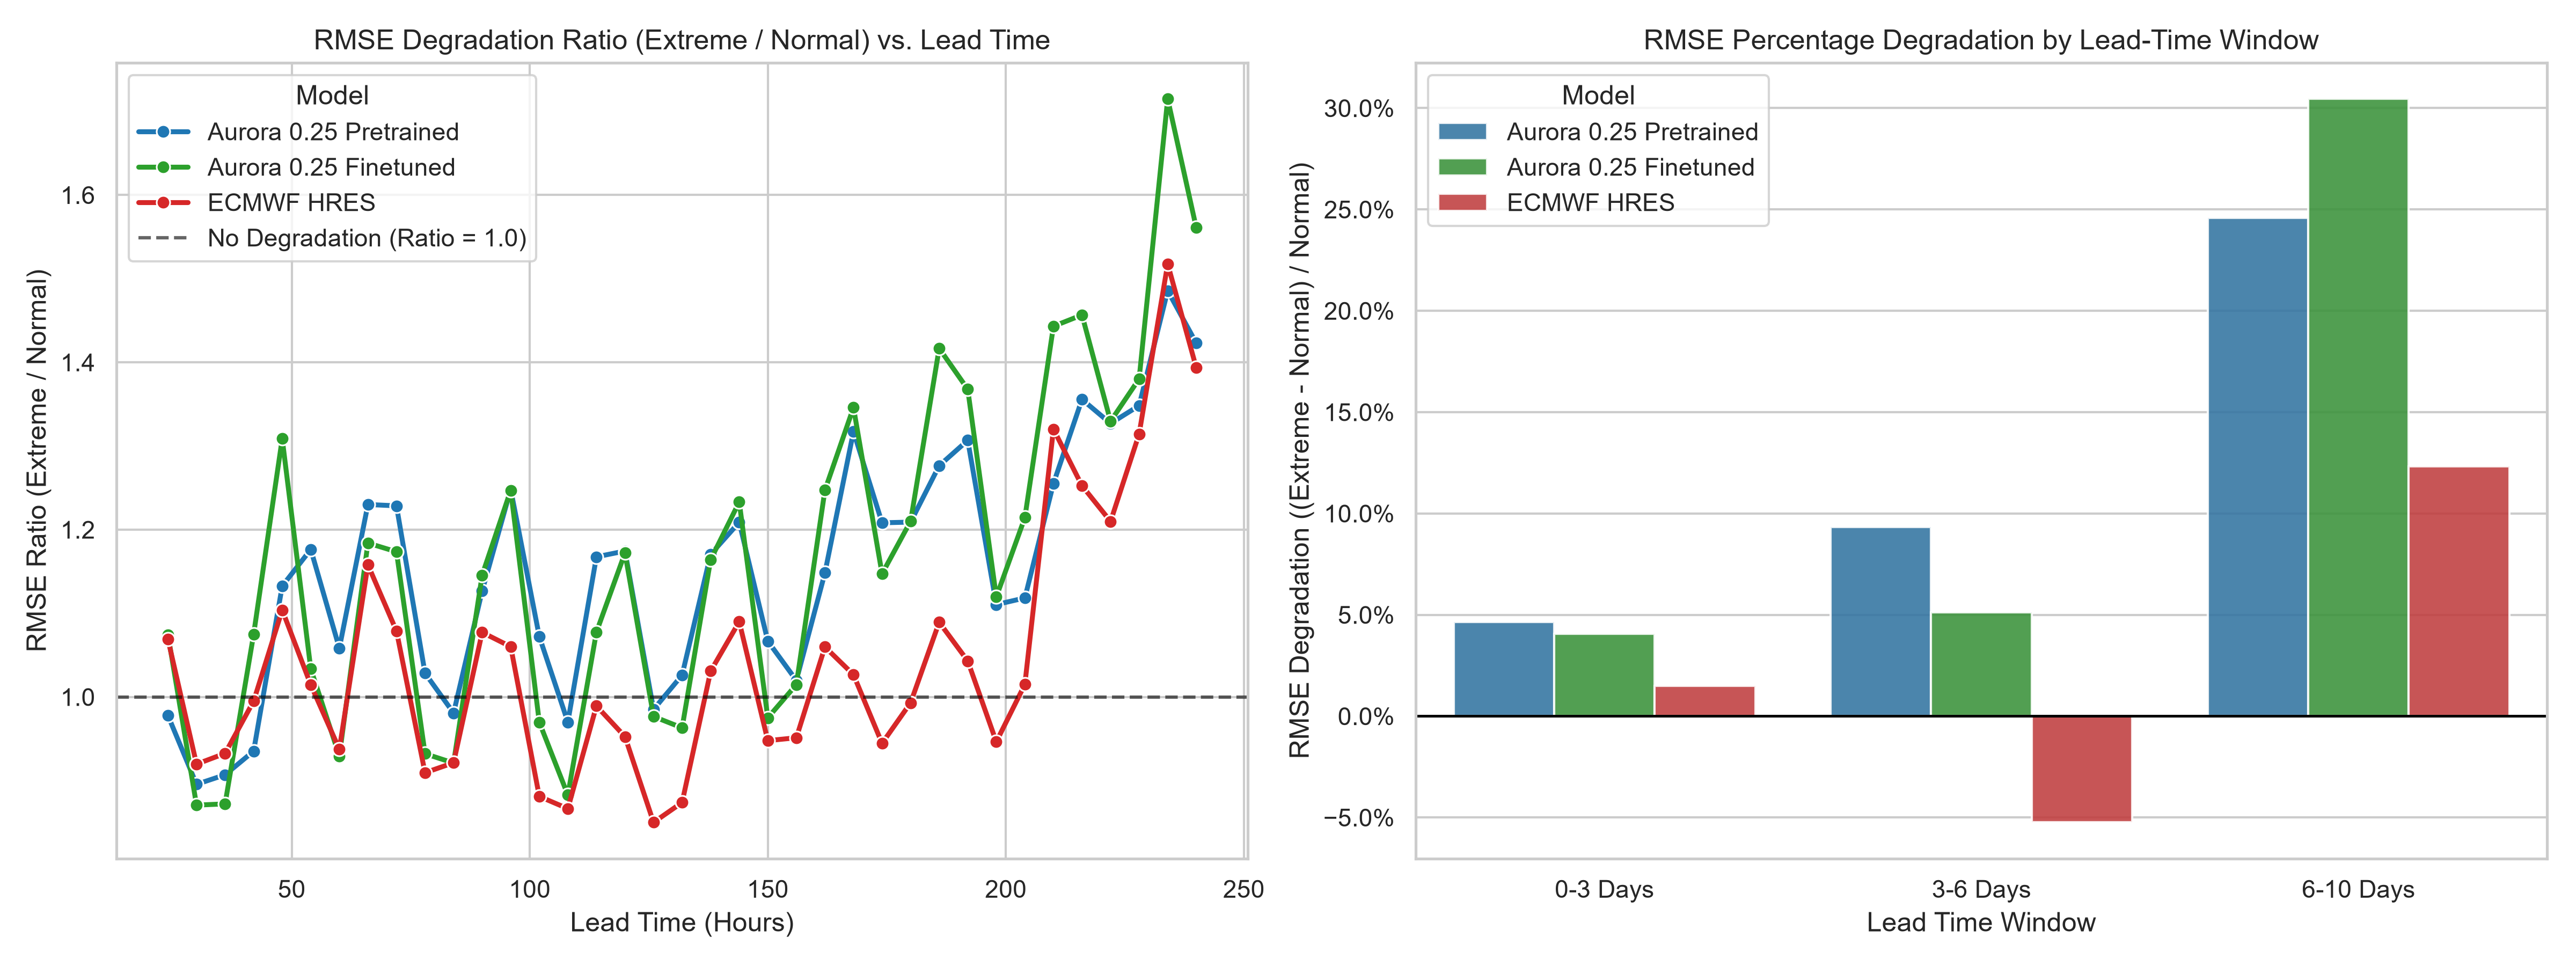 RMSE Degradation Ratio (Extreme / Normal) vs. Lead Time
Model
Aurora 0.25 Pretrained
Aurora 0.25 Finetuned
ECMWF HRES
No Degradation (Ratio = 1.0)
RMSE Ratio (Extreme / Normal)
1.6
1.4
1.2
1.0
50
100
150
200
250
Lead Time (Hours)
RMSE Percentage Degradation by Lead-Time Window
Model
Aurora 0.25 Pretrained
Aurora 0.25 Finetuned
ECMWF HRES
RMSE Degradation ((Extreme - Normal) / Normal)
30.0%
25.0%
20.0%
15.0%
10.0%
5.0%
0.0%
−5.0%
0-3 Days
3-6 Days
6-10 Days
Lead Time Window